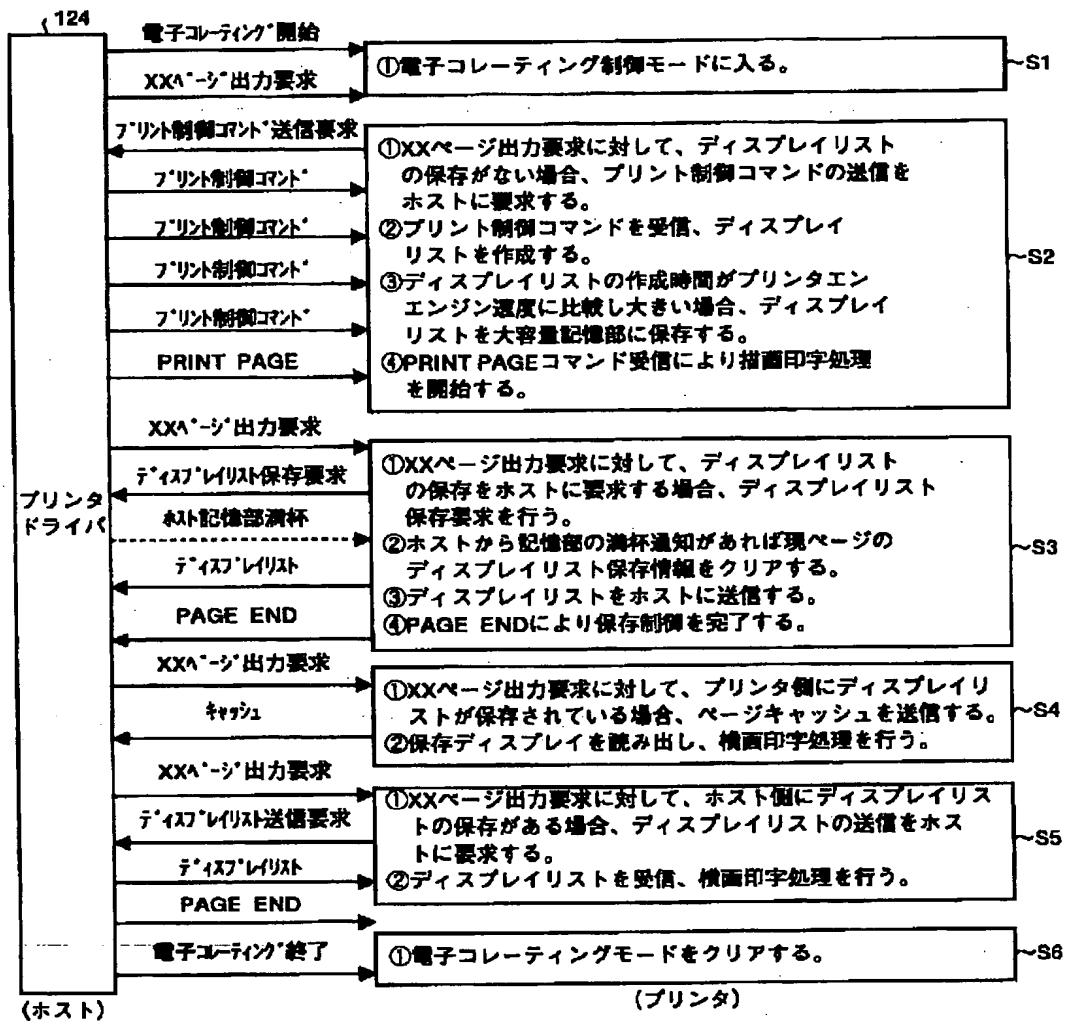 124
電子ｺﾚｰﾃｨﾝｸﾞ開始
①電子コレーティング制御モードに入る。
S1
XXﾍﾟｰｼﾞ出力要求
ﾌﾟﾘﾝﾄ制御ｺﾏﾝﾄﾞ送信要求
①XXページ出力要求に対して、ディスプレイリスト
の保存がない場合、プリント制御コマンドの送信を
ホストに要求する。
②プリント制御コマンドを受信、ディスプレイ
リストを作成する。
③ディスプレイリストの作成時間がプリンタエン
エンジン速度に比較し大きい場合、ディスプレイ
リストを大容量記憶部に保存する。
④PRINT PAGEコマンド受信により描画印字処理
を開始する。
S2
ﾌﾟﾘﾝﾄ制御ｺﾏﾝﾄﾞ
ﾌﾟﾘﾝﾄ制御ｺﾏﾝﾄﾞ
ﾌﾟﾘﾝﾄ制御ｺﾏﾝﾄﾞ
ﾌﾟﾘﾝﾄ制御ｺﾏﾝﾄﾞ
PRINT PAGE
XXﾍﾟｰｼﾞ出力要求
①XXページ出力要求に対して、ディスプレイリスト
の保存をホストに要求する場合、ディスプレイリスト
保存要求を行う。
②ホストから記憶部の満杯通知があれば現ページの
ディスプレイリスト保存情報をクリアする。
③ディスプレイリストをホストに送信する。
④PAGE ENDにより保存制御を完了する。
S3
ﾃﾞｨｽﾌﾟﾚｲﾘｽﾄ保存要求
プリンタ
ドライバ
ﾎｽﾄ記憶部満杯
ﾃﾞｨｽﾌﾟﾚｲﾘｽﾄ
PAGE END
XXﾍﾟｰｼﾞ出力要求
①XXページ出力要求に対して、プリンタ側にディスプレイリ
ストが保存されている場合、ページキャッシュを送信する。
②保存ディスプレイを読み出し、横画印字処理を行う。
S4
ｷｬｯｼｭ
XXﾍﾟｰｼﾞ出力要求
①XXページ出力要求に対して、ホスト側にディスプレイリス
トの保存がある場合、ディスプレイリストの送信をホス
トに要求する。
②ディスプレイリストを受信、横画印字処理を行う。
S5
ﾃﾞｨｽﾌﾟﾚｲﾘｽﾄ送信要求
ﾃﾞｨｽﾌﾟﾚｲﾘｽﾄ
PAGE END
電子ｺﾚｰﾃｨﾝｸﾞ終了
①電子コレーティングモードをクリアする。
S6
(ホスト)
(プリンタ)